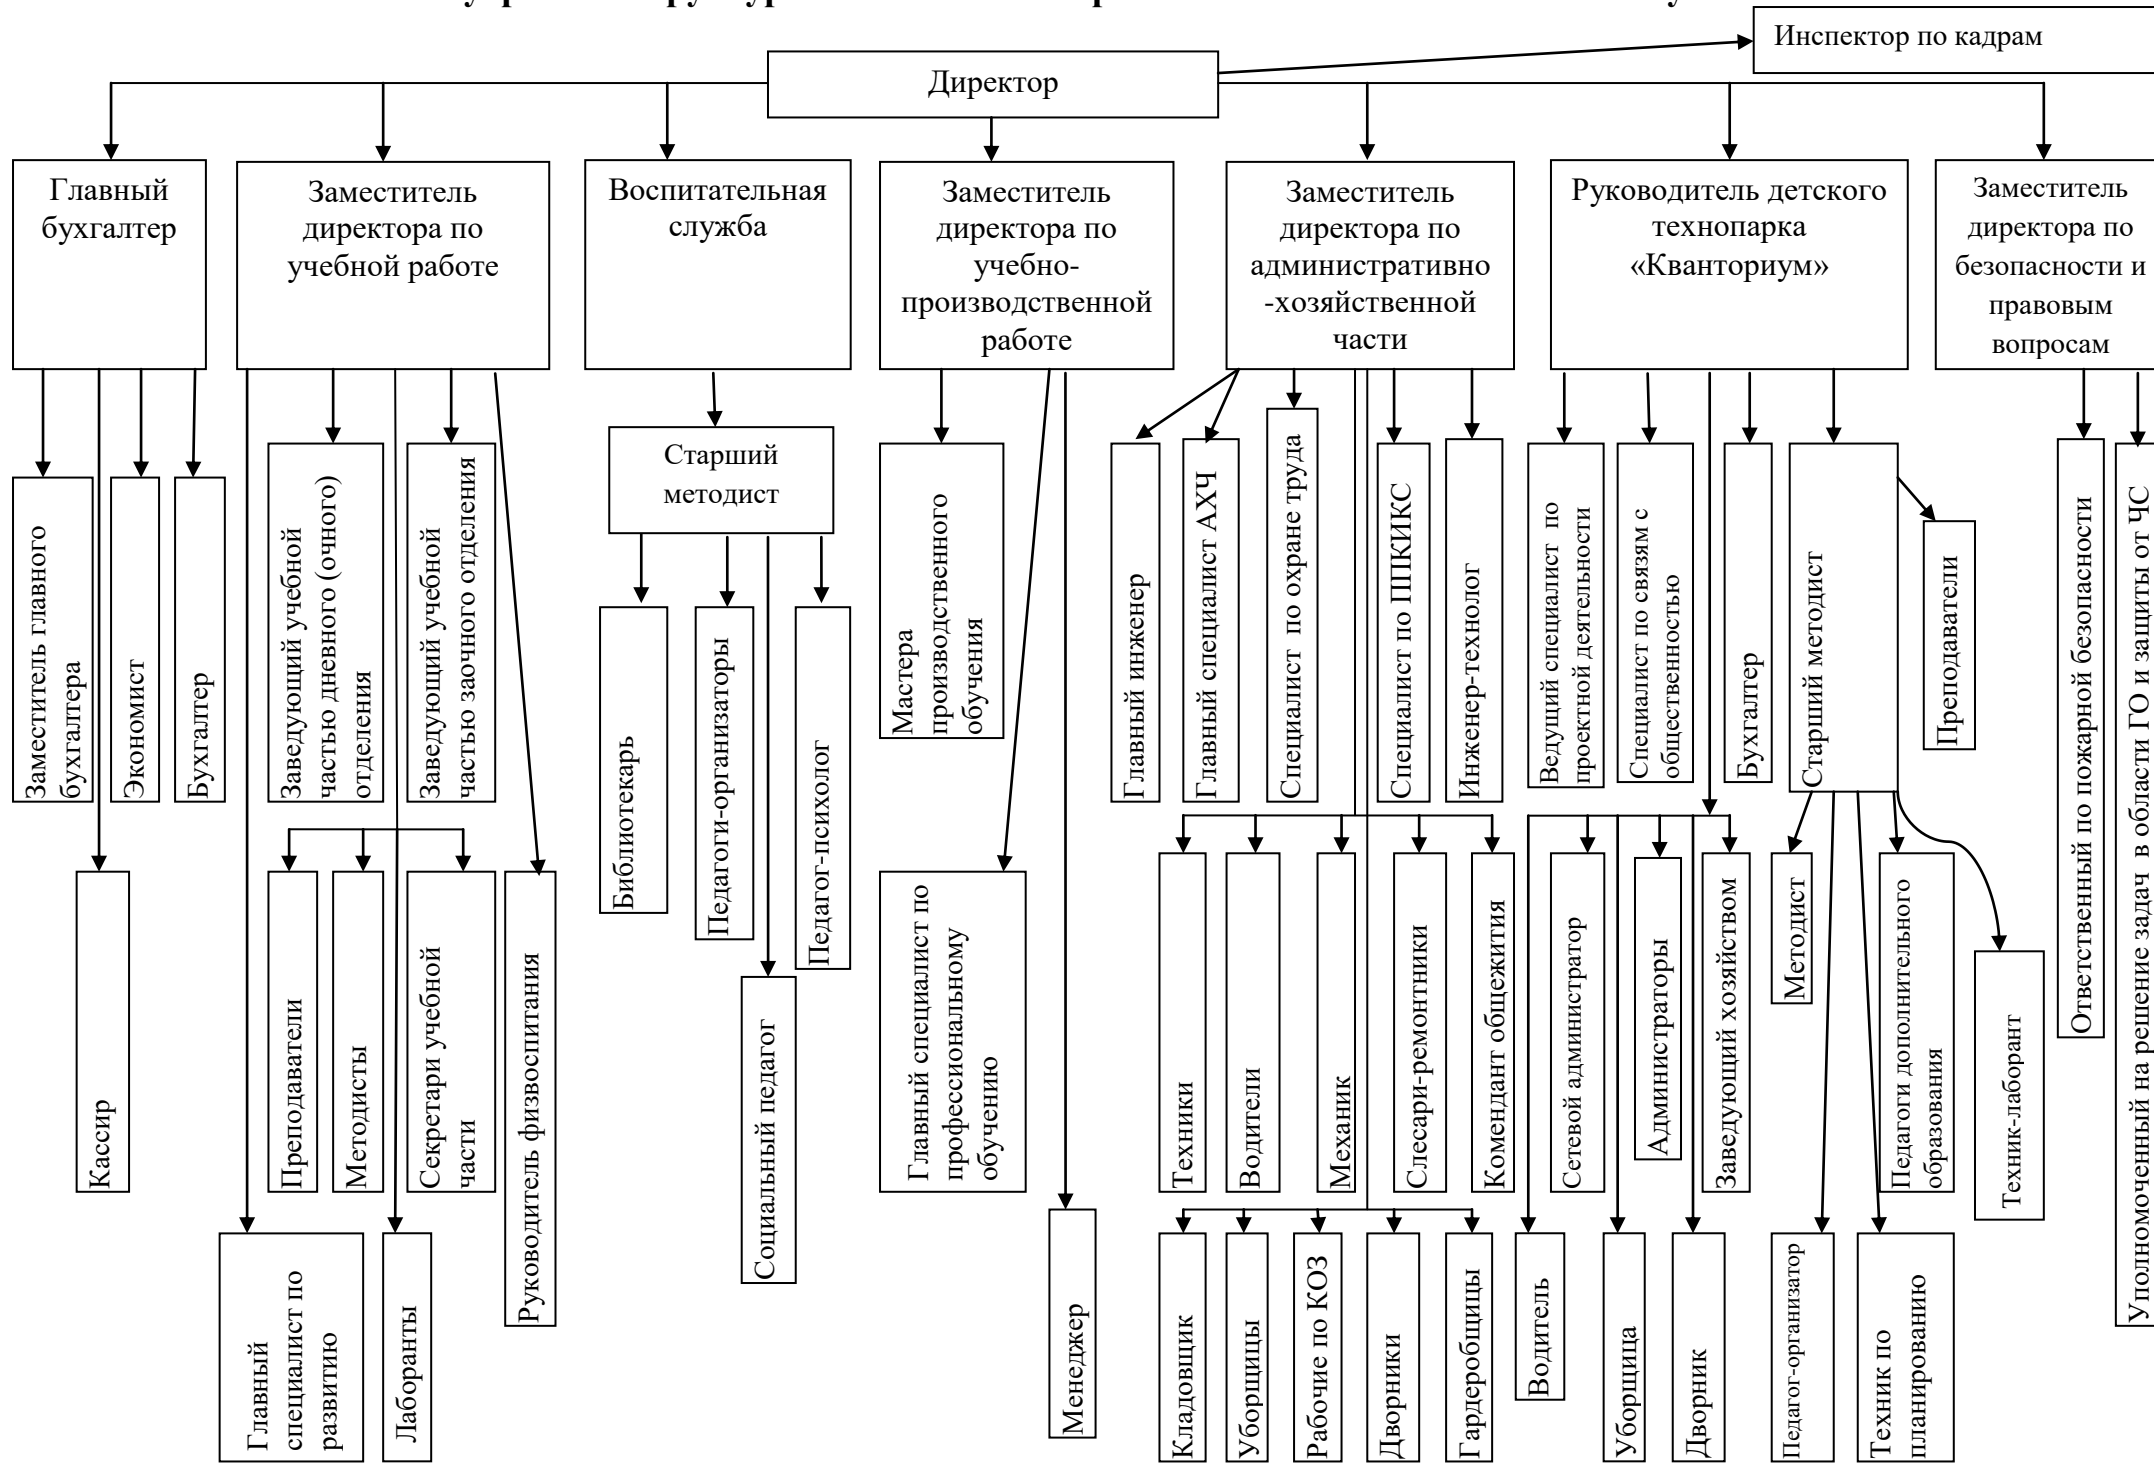 Инспектор по кадрам
Директор
Главный
бухгалтер
Заместитель
директора по
учебной работе
Воспитательная
служба
Заместитель
директора по
учебно-
производственной
работе
Заместитель
директора по
административно
-хозяйственной
части
Руководитель детского
технопарка
«Кванториум»
Заместитель
директора по
безопасности и
правовым
вопросам
Заместитель главного
бухгалтера
Экономист
Бухгалтер
Кассир
Заведующий учебной
частью дневного (очного)
отделения
Заведующий учебной
частью заочного отделения
Преподаватели
Методисты
Секретари учебной
части
Руководитель физвоспитания
Главный
специалист по
развитию
Лаборанты
Старший
методист
Библиотекарь
Педагоги-организаторы
Социальный педагог
Педагог-психолог
Мастера
производственного
обучения
Главный специалист по
профессиональному
обучению
Менеджер
Главный инженер
Главный специалист АХЧ
Специалист по охране труда
Специалист по ППКИКС
Инженер-технолог
Техники
Водители
Механик
Слесари-ремонтники
Комендант общежития
Кладовщик
Уборщицы
Рабочие по КОЗ
Дворники
Гардеробщицы
Ведущий специалист по
проектной деятельности
Специалист по связям с
общественностью
Бухгалтер
Старший методист
Преподаватели
Сетевой администратор
Администраторы
Заведующий хозяйством
Водитель
Уборщица
Дворник
Методист
Педагоги дополнительного
образования
Техник-лаборант
Педагог-организатор
Техник по
планированию
Ответственный по пожарной безопасности
Уполномоченный на решение задач в области ГО и защиты от ЧС